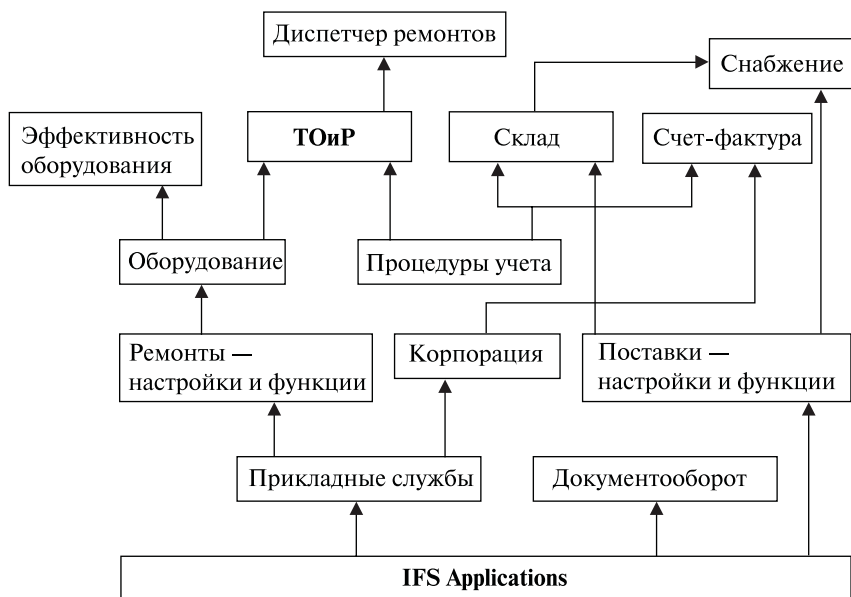 Диспетчер ремонтов
Снабжение
Эффективность
оборудования
ТОиР
Склад
Счет-фактура
Оборудование
Процедуры учета
Ремонты —
настройки и функции
Корпорация
Поставки —
настройки и функции
Прикладные службы
Документооборот
IFS Applications